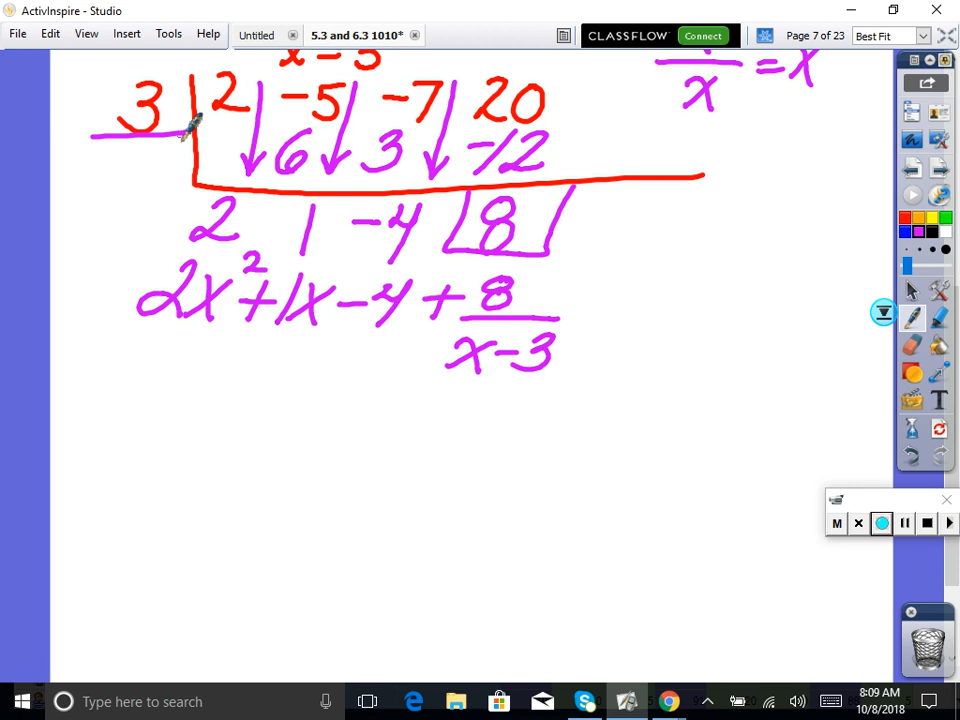 ActivInspire - Studio
File Edit View Insert Tools Help Untitled 5.3 and 6.3 1010* CLASSFLOW Connect Page 7 of 23 Best Fit
x = x
3 2 -5 -7 20
6 3 -12
2 1 -4 8
2x² + 1x - 4 + 8
x - 3
M
Type here to search
8:09 AM
10/8/2018